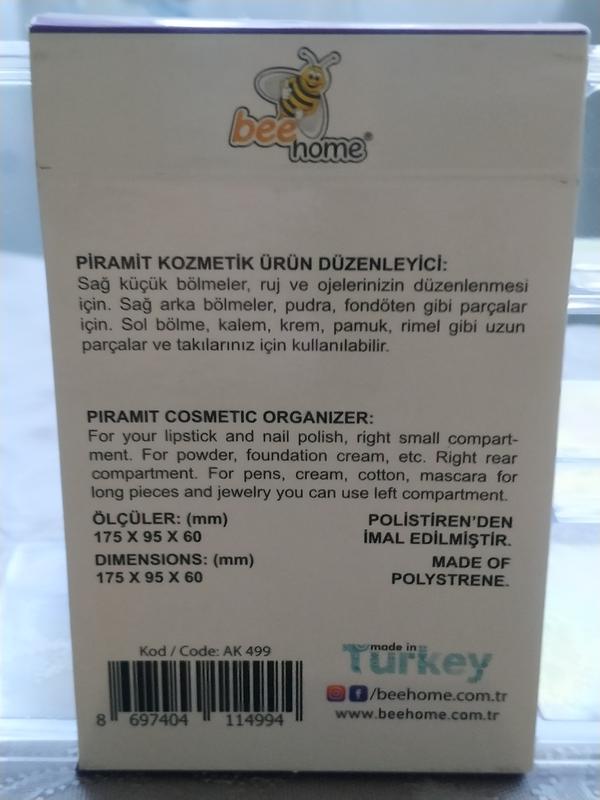 bee
home®
PİRAMİT KOZMETİK ÜRÜN DÜZENLEYİCİ:
Sağ küçük bölmeler, ruj ve ojelerinizin düzenlenmesi
için. Sağ arka bölmeler, pudra, fondöten gibi parçalar
için. Sol bölme, kalem, krem, pamuk, rimel gibi uzun
parçalar ve takılarınız için kullanılabilir.
PIRAMIT COSMETIC ORGANIZER:
For your lipstick and nail polish, right small compart-
ment. For powder, foundation cream, etc. Right rear
compartment. For pens, cream, cotton, mascara for
long pieces and jewelry you can use left compartment.
ÖLÇÜLER: (mm)
175 X 95 X 60
DIMENSIONS: (mm)
175 X 95 X 60
POLİSTİREN'DEN
İMAL EDİLMİŞTİR.
MADE OF
POLYSTRENE.
Kod / Code: AK 499
8 697404 114994
made in
Türkiey
/beehome.com.tr
www.beehome.com.tr